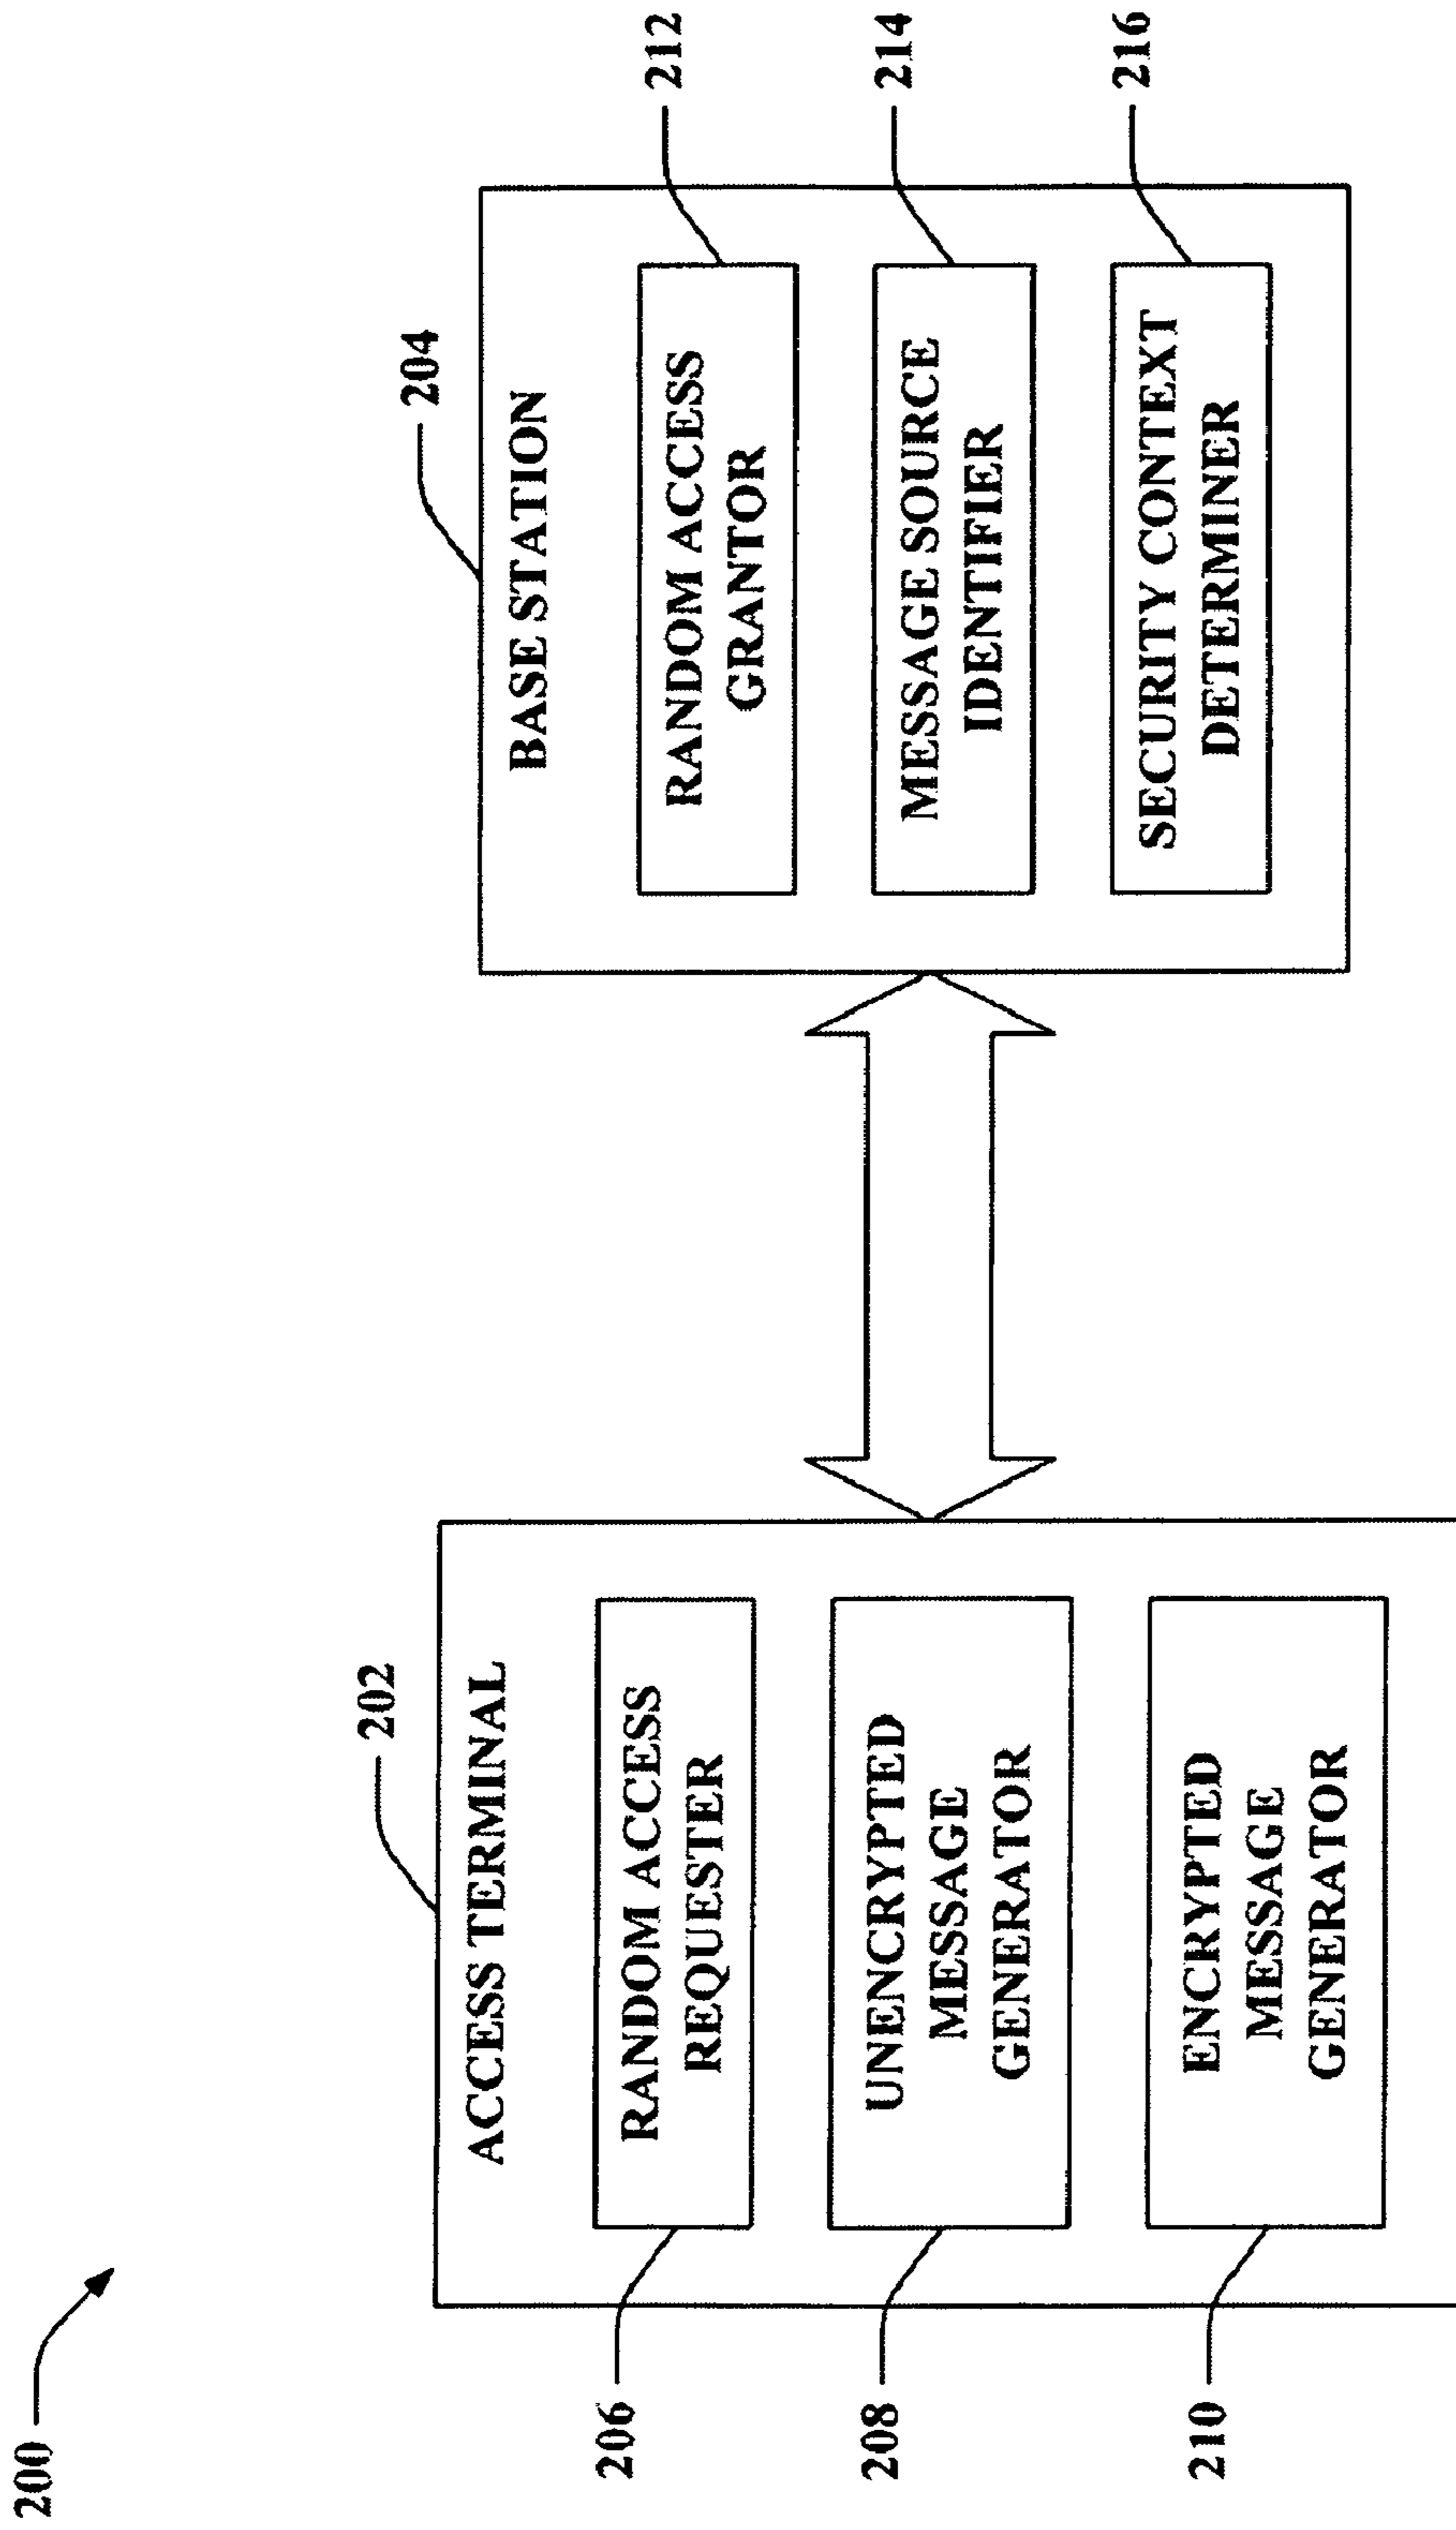 200
202
ACCESS TERMINAL
206
RANDOM ACCESS
REQUESTER
208
UNENCRYPTED
MESSAGE
GENERATOR
210
ENCRYPTED
MESSAGE
GENERATOR
204
BASE STATION
RANDOM ACCESS
GRANTOR
212
MESSAGE SOURCE
IDENTIFIER
214
SECURITY CONTEXT
DETERMINER
216